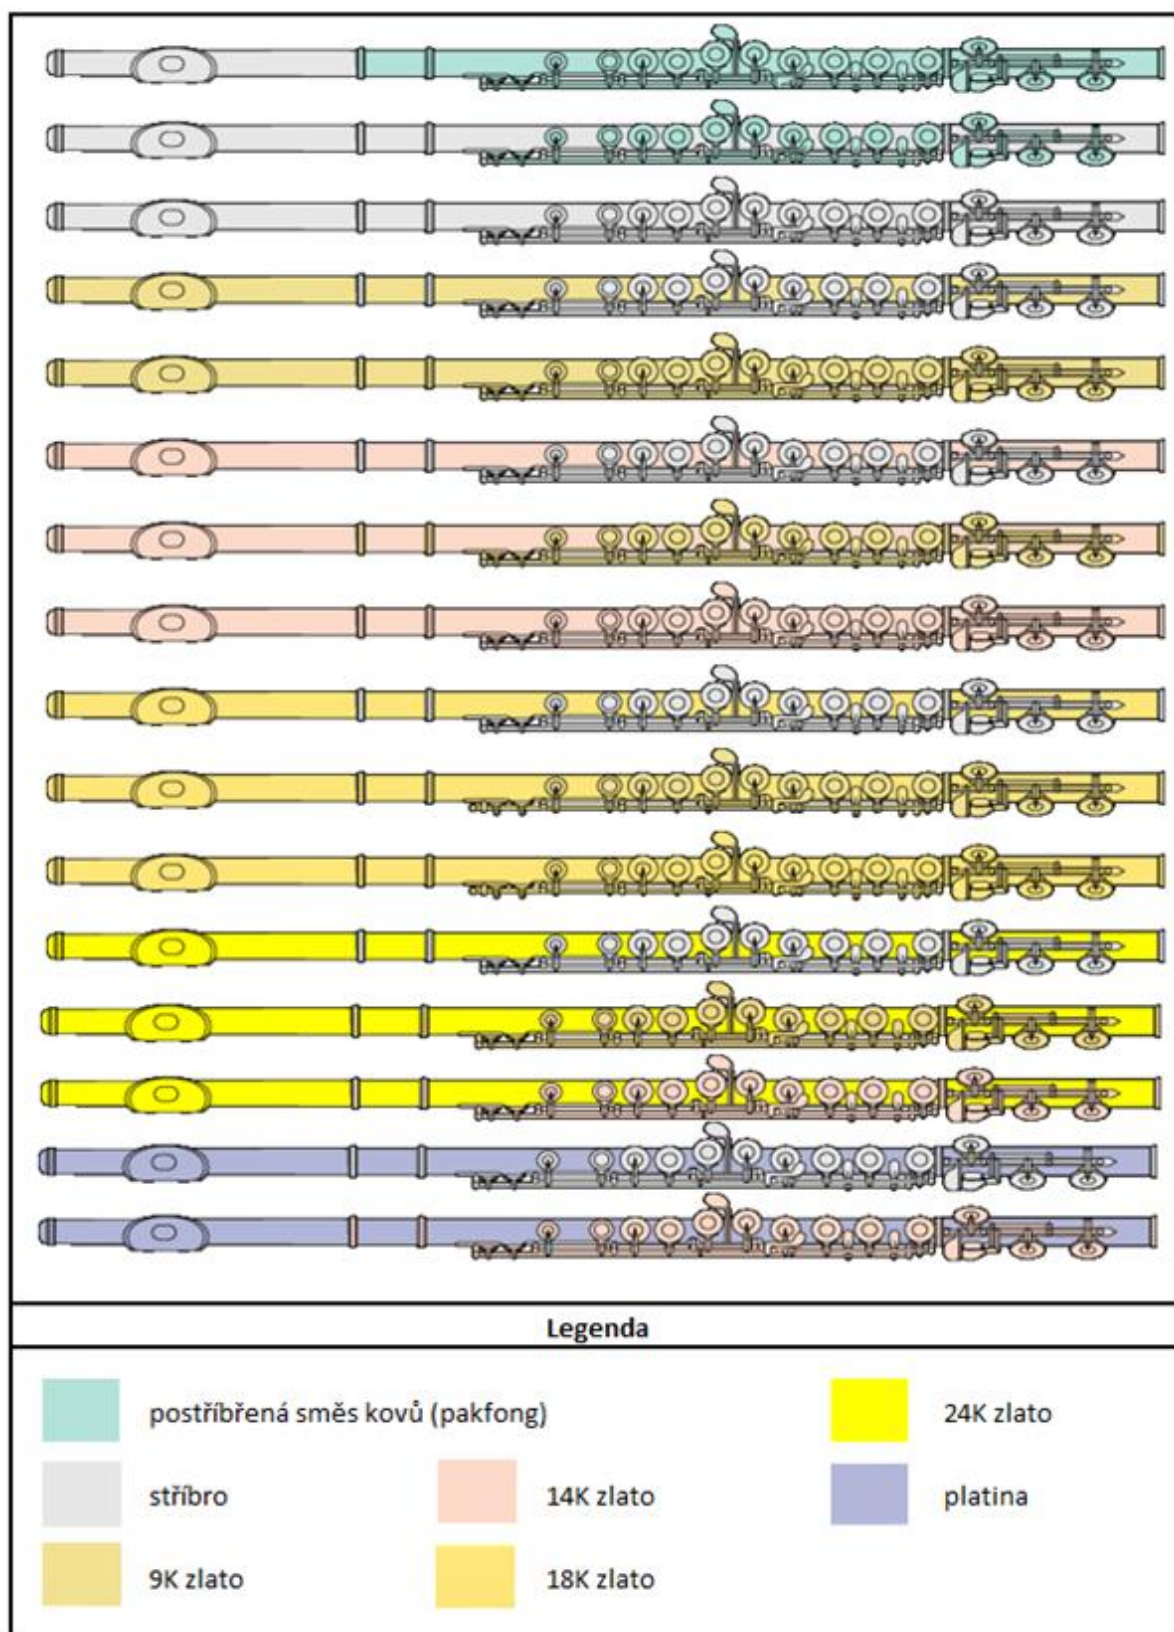 Legenda
postříbřená směs kovů (pakfong)
24K zlato
stříbro
14K zlato
platina
9K zlato
18K zlato